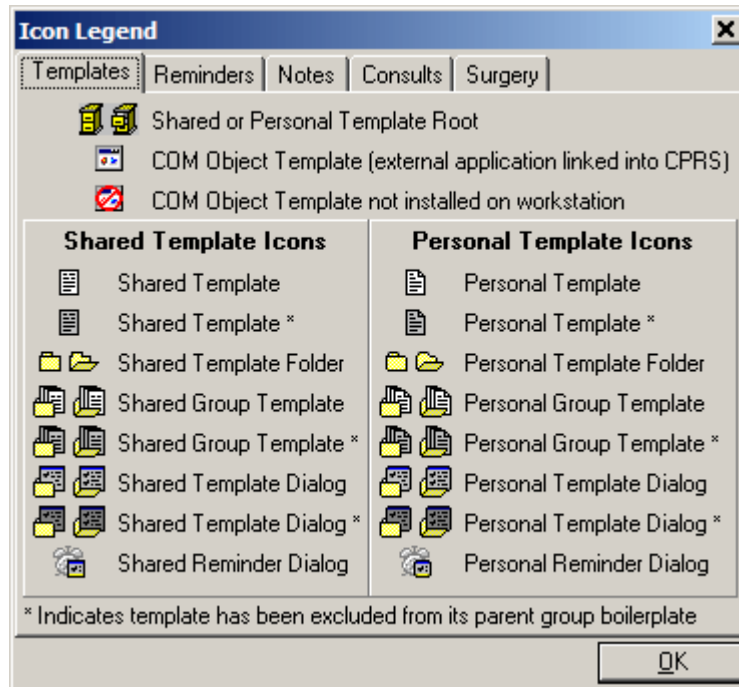 Icon Legend
Templates Reminders Notes Consults Surgery
Shared or Personal Template Root
COM Object Template (external application linked into CPRS)
COM Object Template not installed on workstation
Shared Template Icons
Shared Template
Shared Template *
Shared Template Folder
Shared Group Template
Shared Group Template *
Shared Template Dialog
Shared Template Dialog *
Shared Reminder Dialog
Personal Template Icons
Personal Template
Personal Template *
Personal Template Folder
Personal Group Template
Personal Group Template *
Personal Template Dialog
Personal Template Dialog *
Personal Reminder Dialog
* Indicates template has been excluded from its parent group boilerplate
OK